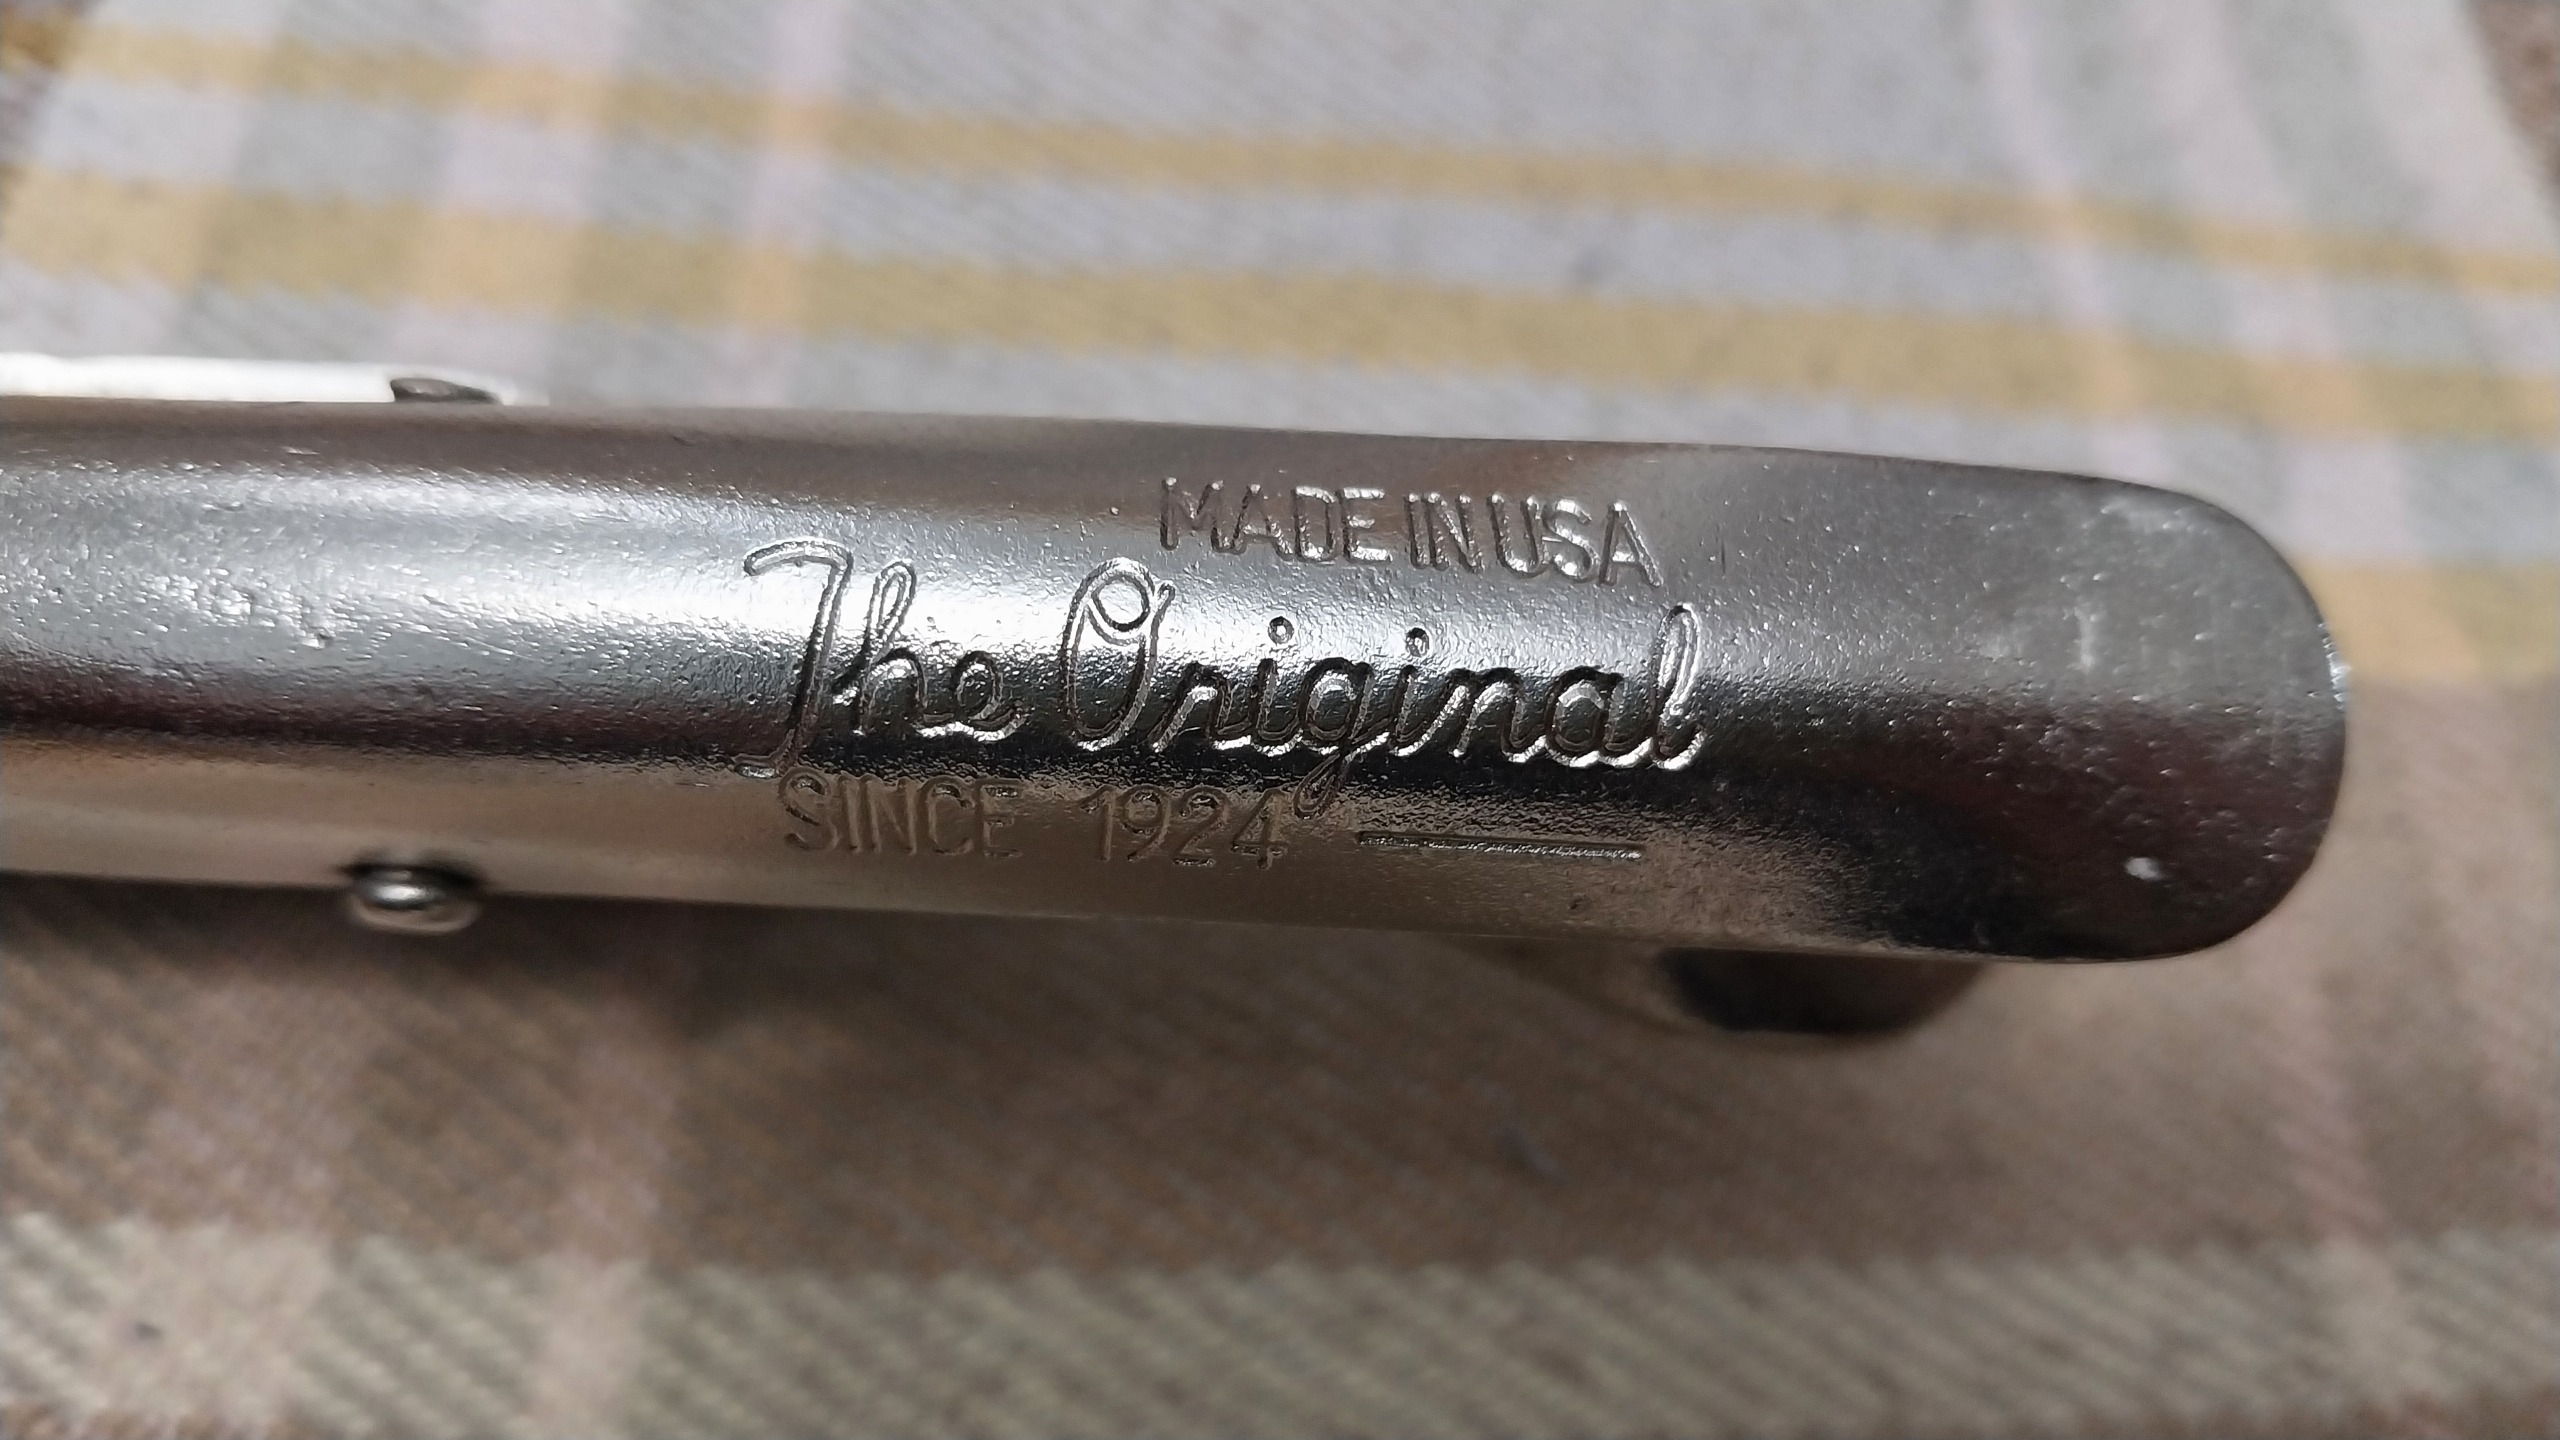 MADE IN USA
The Original
SINCE 1924